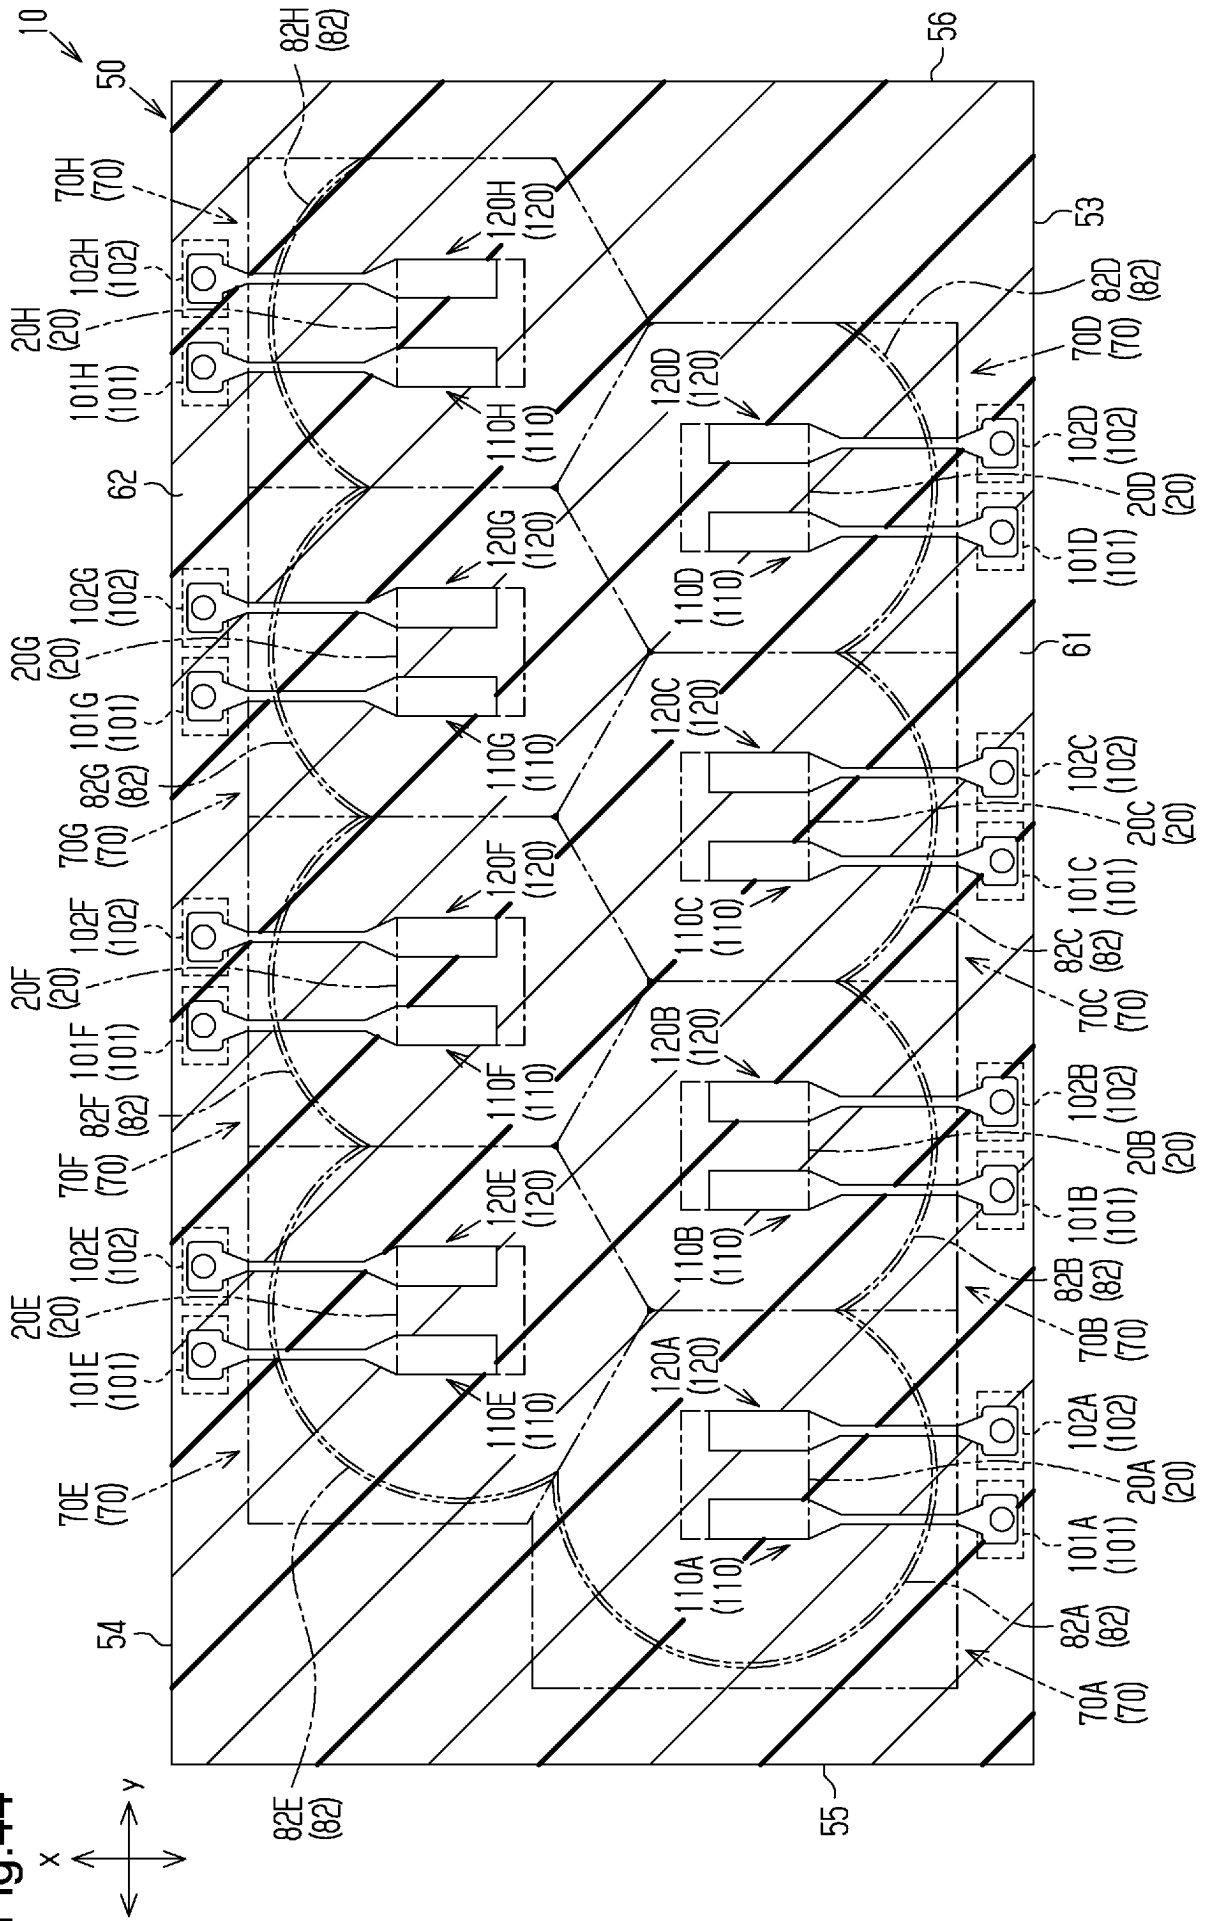 Fig.44
x
y
10
50
54
62
55
56
53
61
82E
(82)
70E
(70)
101E
(101)
20E
(20)
102E
(102)
70F
(70)
82F
(82)
101F
(101)
20F
(20)
102F
(102)
70G
(70)
82G
(82)
101G
(101)
20G
(20)
102G
(102)
101H
(101)
20H
(20)
102H
(102)
70H
(70)
82H
(82)
110E
(110)
120E
(120)
110F
(110)
120F
(120)
110G
(110)
120G
(120)
110H
(110)
120H
(120)
110A
(110)
120A
(120)
110B
(110)
120B
(120)
110C
(110)
120C
(120)
110D
(110)
120D
(120)
70A
(70)
82A
(82)
101A
(101)
20A
(20)
102A
(102)
70B
(70)
82B
(82)
101B
(101)
20B
(20)
102B
(102)
70C
(70)
82C
(82)
101C
(101)
20C
(20)
102C
(102)
101D
(101)
20D
(20)
102D
(102)
70D
(70)
82D
(82)